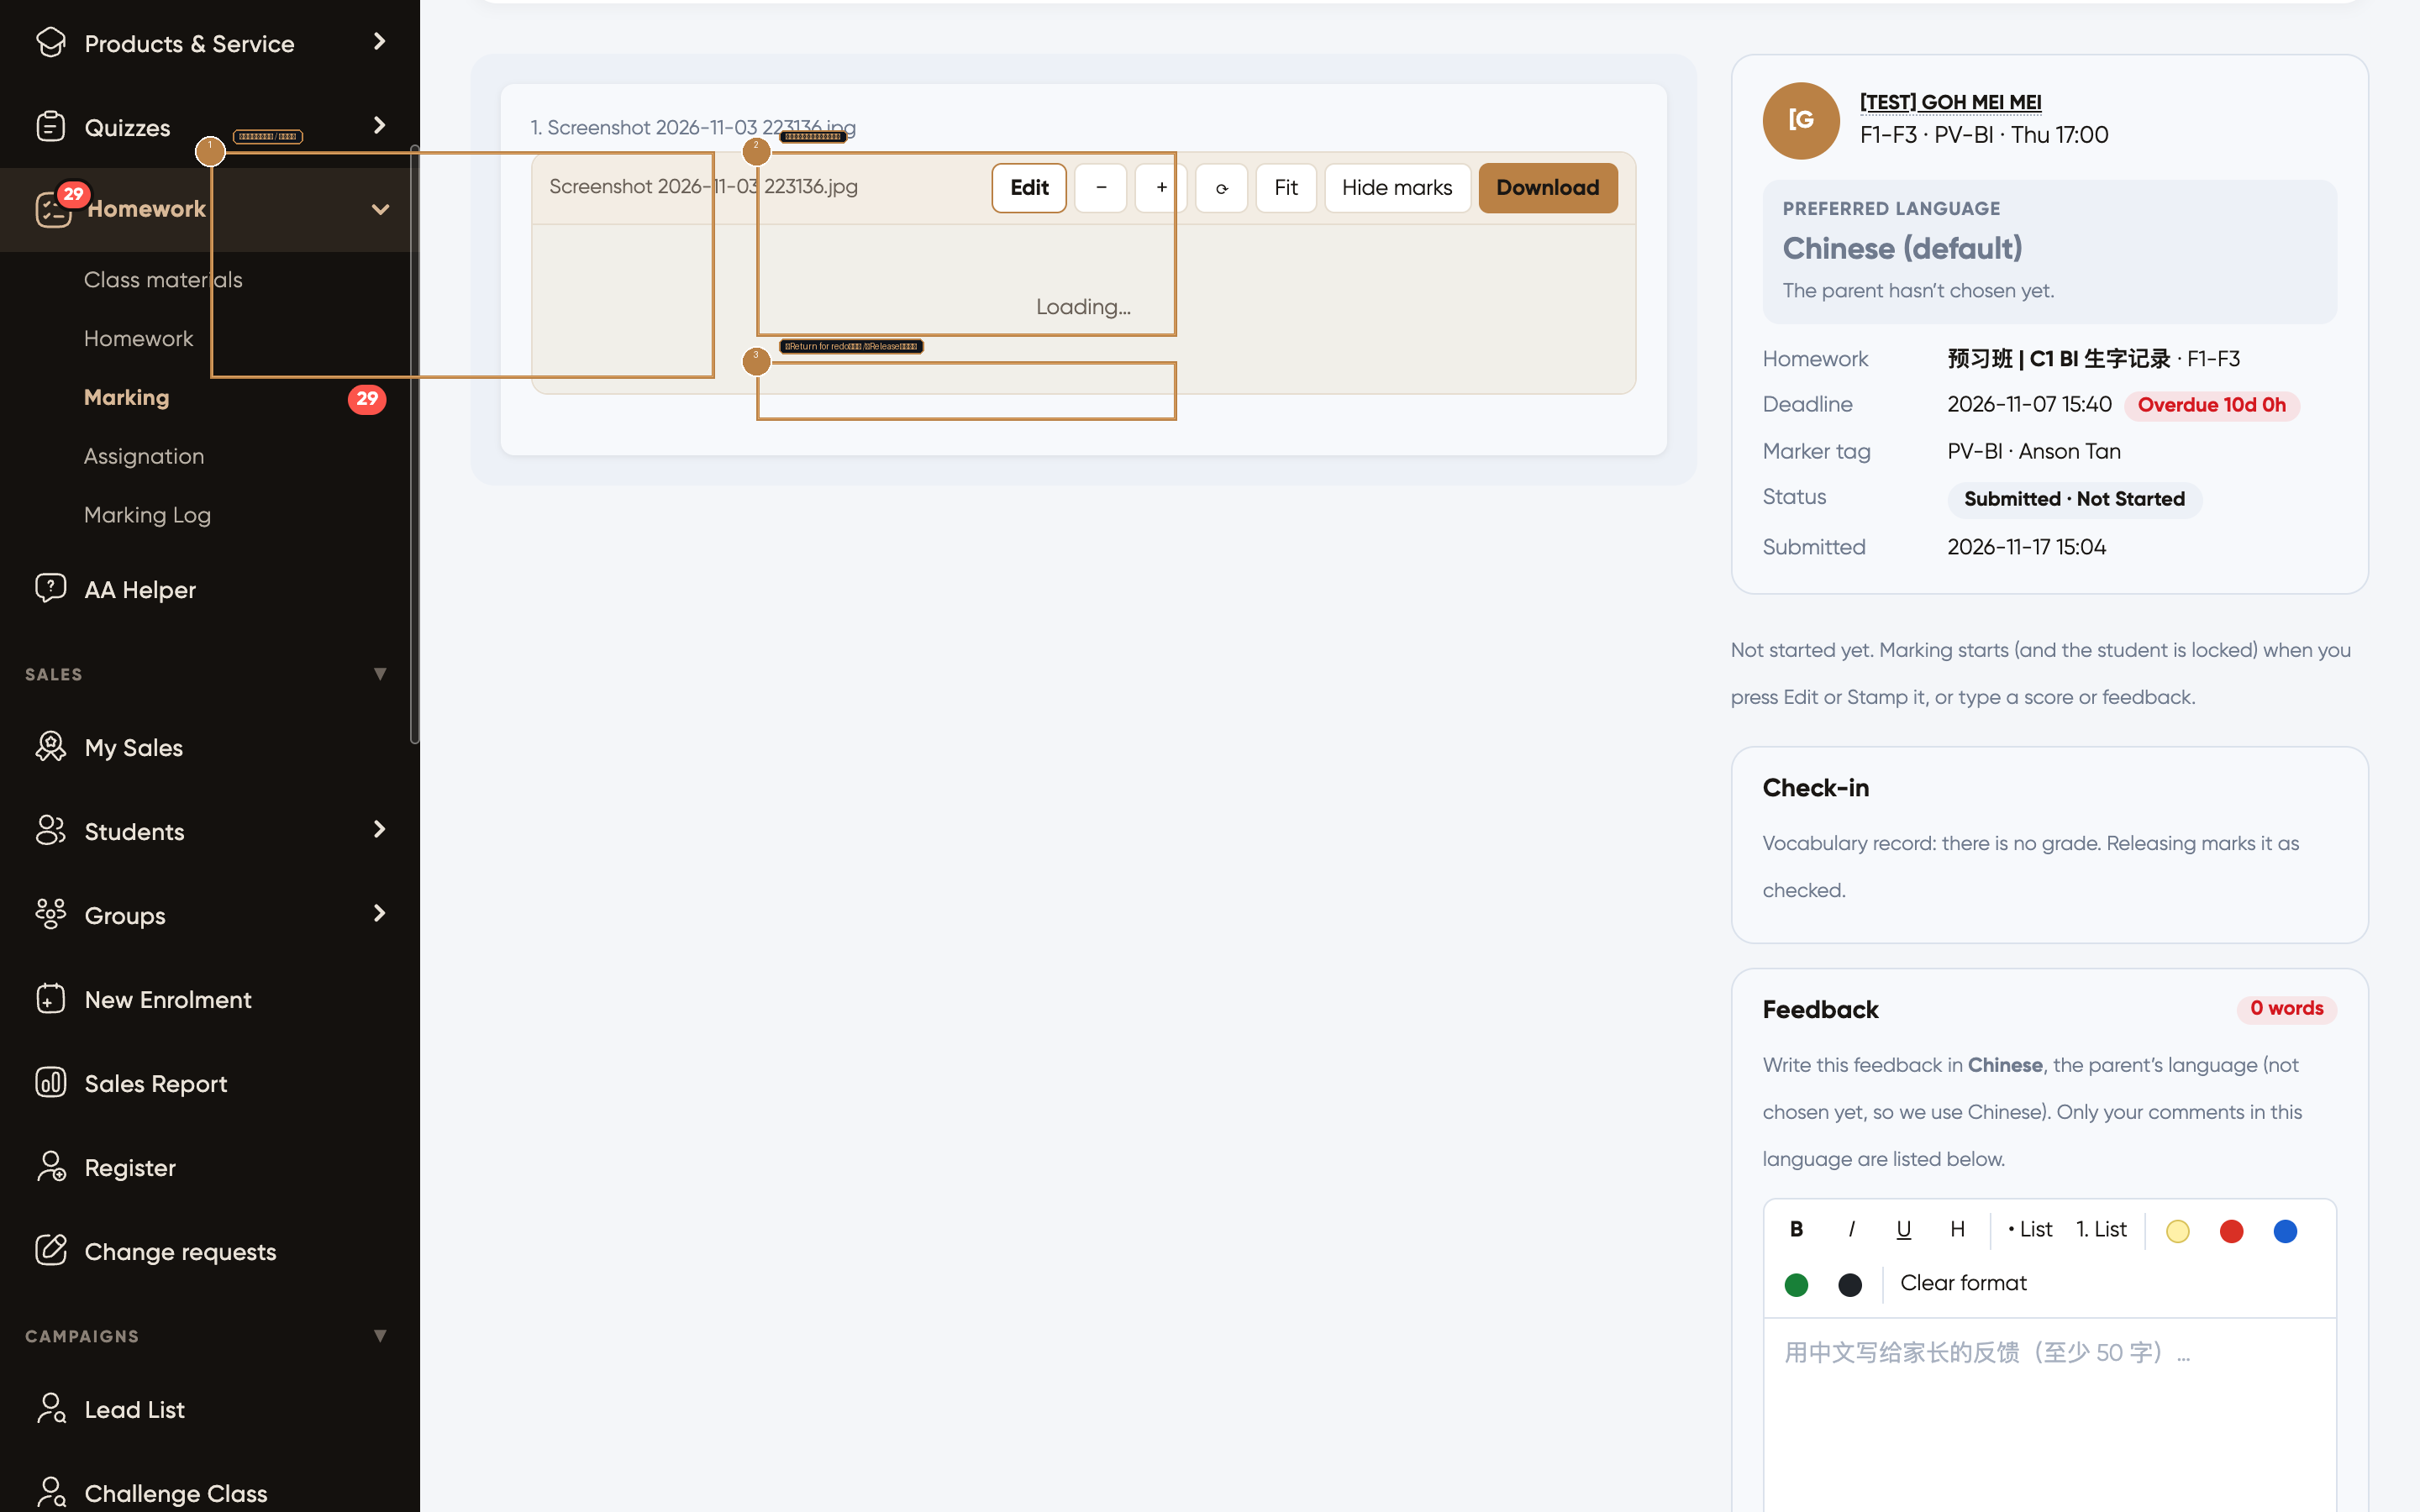 Products & Service
Quizzes
29
Homework
Class materials
Homework
Marking
29
Assignation
Marking Log
AA Helper
SALES
My Sales
Students
Groups
New Enrolment
Sales Report
Register
Change requests
CAMPAIGNS
Lead List
Challenge Class
1
2
3
Return for redo
Release
1. Screenshot 2026-11-03 223136.jpg
Screenshot 2026-11-03 223136.jpg
Edit
−
+
Fit
Hide marks
Download
Loading...
[G
[TEST] GOH MEI MEI
F1-F3 · PV-BI · Thu 17:00
PREFERRED LANGUAGE
Chinese (default)
The parent hasn’t chosen yet.
Homework 预习班 | C1 BI 生字记录 · F1-F3
Deadline 2026-11-07 15:40 Overdue 10d 0h
Marker tag PV-BI · Anson Tan
Status Submitted · Not Started
Submitted 2026-11-17 15:04
Not started yet. Marking starts (and the student is locked) when you
press Edit or Stamp it, or type a score or feedback.
Check-in
Vocabulary record: there is no grade. Releasing marks it as
checked.
Feedback
0 words
Write this feedback in Chinese, the parent’s language (not
chosen yet, so we use Chinese). Only your comments in this
language are listed below.
B I U H • List 1. List
Clear format
用中文写给家长的反馈（至少 50 字）...